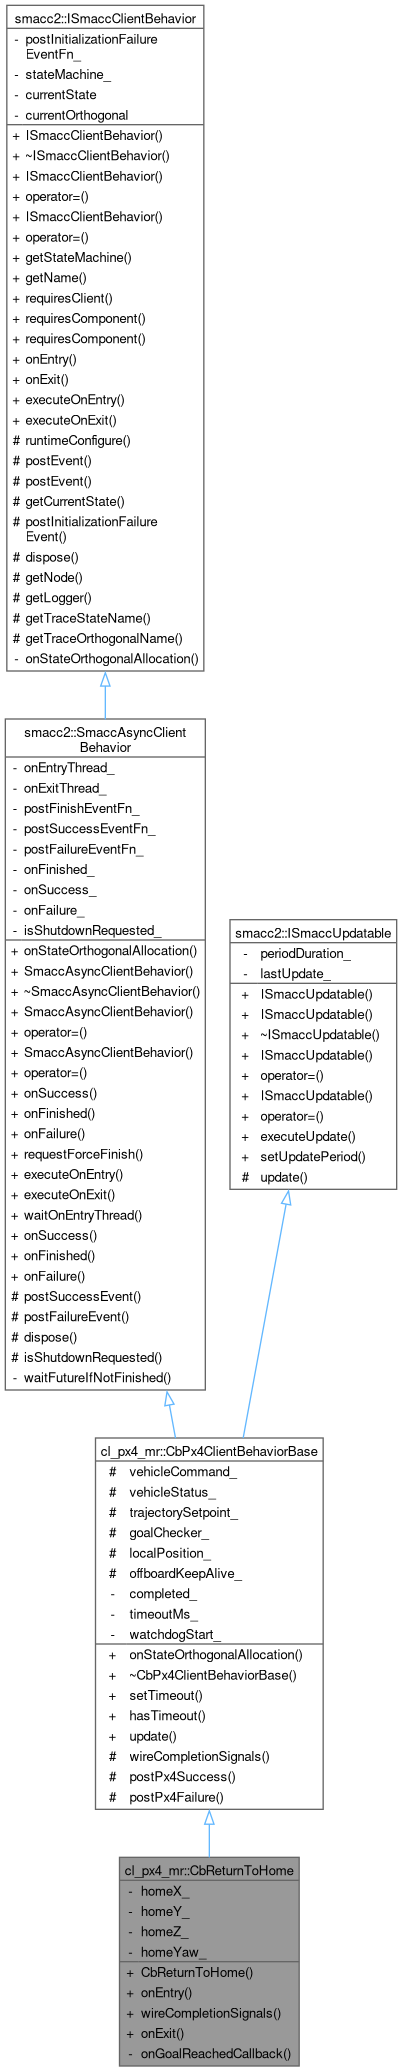 smacc2::ISmaccClientBehavior
- postInitializationFailure
EventFn_
- stateMachine_
- currentState
- currentOrthogonal
+ ISmaccClientBehavior()
+ ~ISmaccClientBehavior()
+ ISmaccClientBehavior()
+ operator=()
+ ISmaccClientBehavior()
+ operator=()
+ getStateMachine()
+ getName()
+ requiresClient()
+ requiresComponent()
+ requiresComponent()
+ onEntry()
+ onExit()
+ executeOnEntry()
+ executeOnExit()
# runtimeConfigure()
# postEvent()
# postEvent()
# getCurrentState()
# postInitializationFailure
Event()
# dispose()
# getNode()
# getLogger()
# getTraceStateName()
# getTraceOrthogonalName()
- onStateOrthogonalAllocation()
smacc2::SmaccAsyncClient
Behavior
- onEntryThread_
- onExitThread_
- postFinishEventFn_
- postSuccessEventFn_
- postFailureEventFn_
- onFinished_
- onSuccess_
- onFailure_
- isShutdownRequested_
+ onStateOrthogonalAllocation()
+ SmaccAsyncClientBehavior()
+ ~SmaccAsyncClientBehavior()
+ SmaccAsyncClientBehavior()
+ operator=()
+ SmaccAsyncClientBehavior()
+ operator=()
+ onSuccess()
+ onFinished()
+ onFailure()
+ requestForceFinish()
+ executeOnEntry()
+ executeOnExit()
+ waitOnEntryThread()
+ onSuccess()
+ onFinished()
+ onFailure()
# postSuccessEvent()
# postFailureEvent()
# dispose()
# isShutdownRequested()
- waitFutureIfNotFinished()
smacc2::ISmaccUpdatable
- periodDuration_
- lastUpdate_
+ ISmaccUpdatable()
+ ISmaccUpdatable()
+ ~ISmaccUpdatable()
+ ISmaccUpdatable()
+ operator=()
+ ISmaccUpdatable()
+ operator=()
+ executeUpdate()
+ setUpdatePeriod()
# update()
cl_px4_mr::CbPx4ClientBehaviorBase
# vehicleCommand_
# vehicleStatus_
# trajectorySetpoint_
# goalChecker_
# localPosition_
# offboardKeepAlive_
- completed_
- timeoutMs_
- watchdogStart_
+ onStateOrthogonalAllocation()
+ ~CbPx4ClientBehaviorBase()
+ setTimeout()
+ hasTimeout()
+ update()
# wireCompletionSignals()
# postPx4Success()
# postPx4Failure()
cl_px4_mr::CbReturnToHome
- homeX_
- homeY_
- homeZ_
- homeYaw_
+ CbReturnToHome()
+ onEntry()
+ wireCompletionSignals()
+ onExit()
- onGoalReachedCallback()